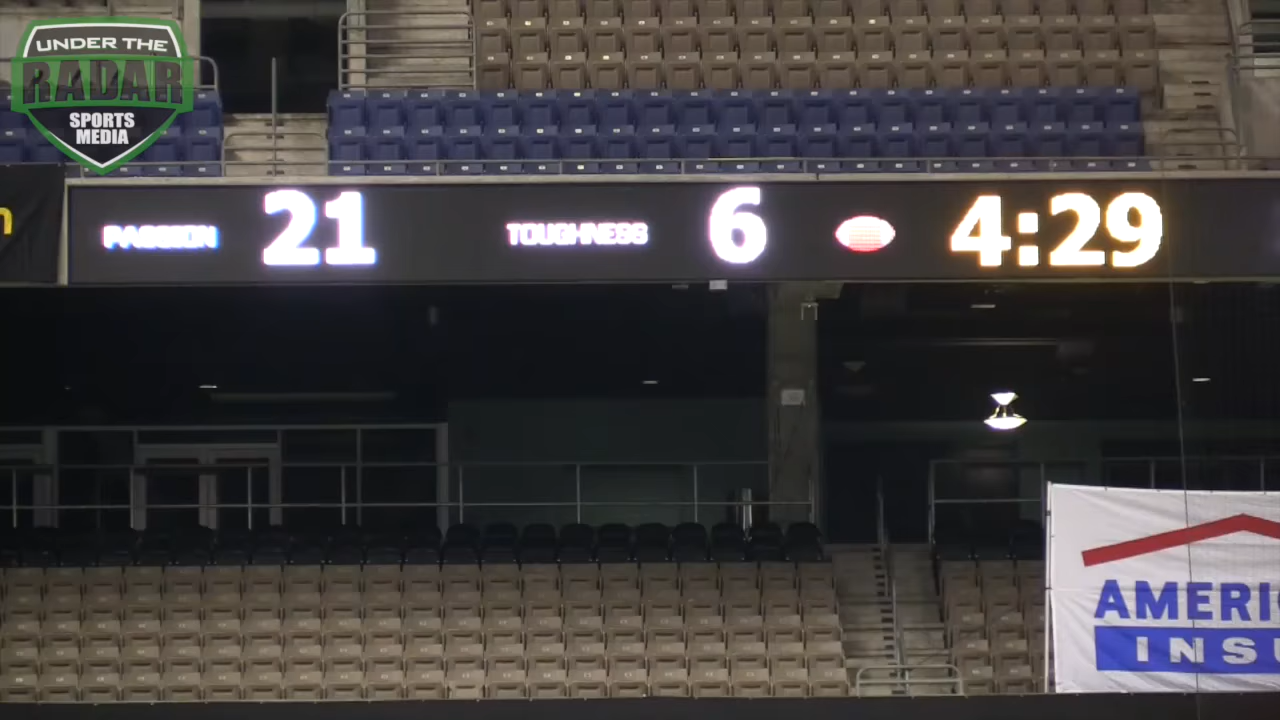 UNDER THE
RADAR
SPORTS
MEDIA
PASSION 21 TOUGHNESS 6 4:29
AMERI
INSU